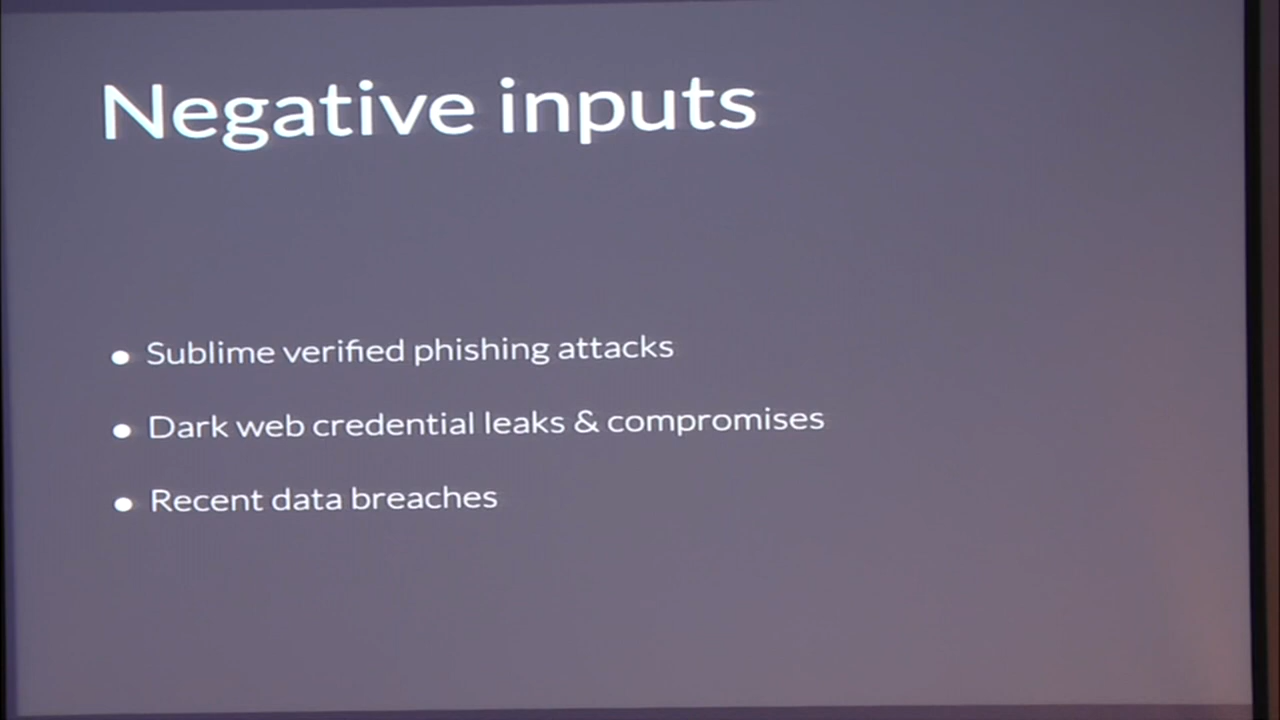 Negative inputs
• Sublime verified phishing attacks
• Dark web credential leaks & compromises
• Recent data breaches